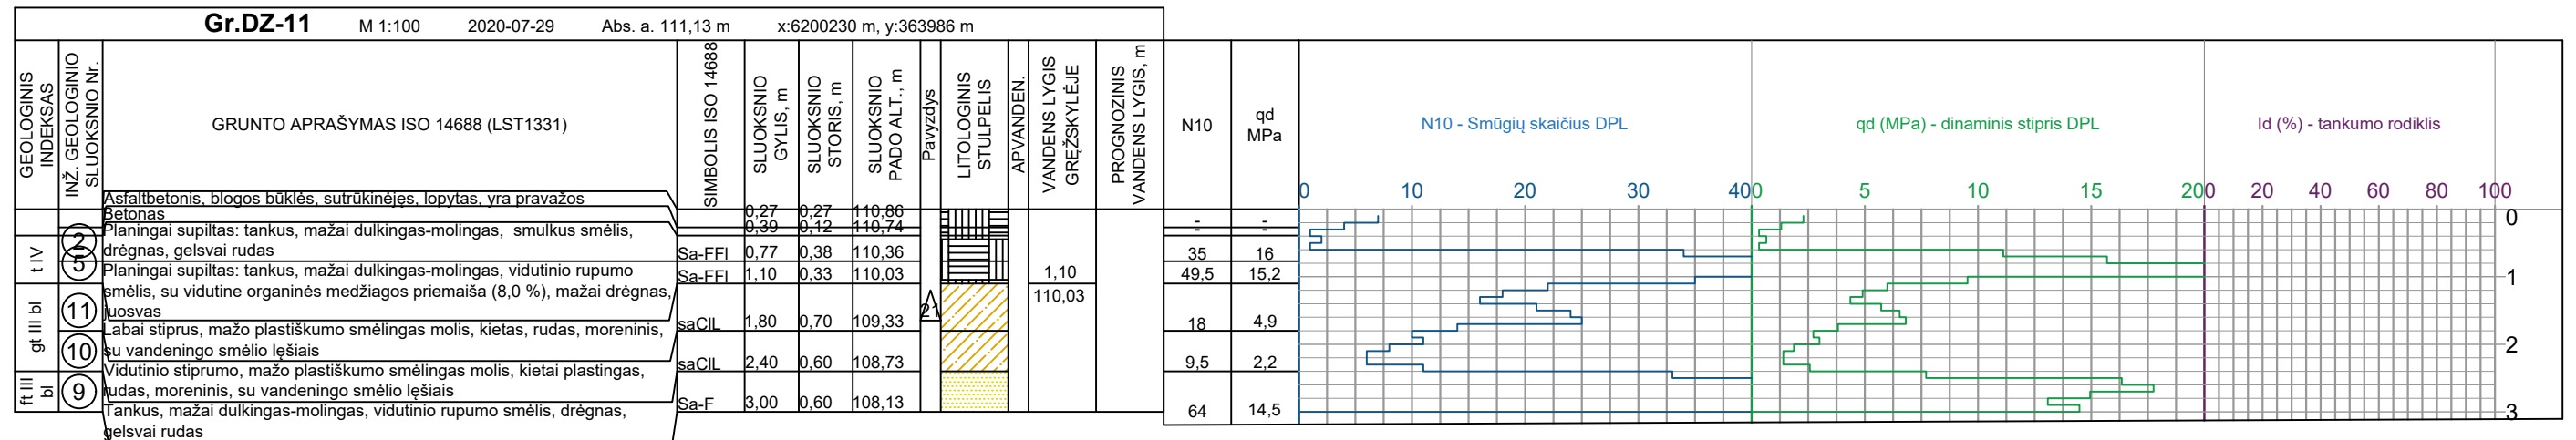 Gr.DZ-11 M 1:100 2020-07-29 Abs. a. 111,13 m x:6200230 m, y:363986 m
GEOLOGINIS
INDEKSAS
INŽ. GEOLOGINIO
SLUOKSNIO Nr.
GRUNTO APRAŠYMAS ISO 14688 (LST1331)
SIMBOLIS ISO 14688
SLUOKSNIO
GYLIS, m
SLUOKSNIO
STORIS, m
SLUOKSNIO
PADO ALT., m
Pavyzdys
LITOLOGINIS
STULPELIS
APVANDEN.
VANDENS LYGIS
GRĘŽSKYLĖJE
PROGNOZINIS
VANDENS LYGIS, m
N10
qd
MPa
N10 - Smūgių skaičius DPL
qd (MPa) - dinaminis stipris DPL
Id (%) - tankumo rodiklis
0 10 20 30 40
0 5 10 15 20
0 20 40 60 80 100
Asfaltbetonis, blogos būklės, sutrūkinėjęs, lopytas, yra pravažos
0,27 0,27 110,86 - -
Betonas
0,39 0,12 110,74 - -
t IV
2
Planingai supiltas: tankus, mažai dulkingas-molingas, smulkus smėlis,
drėgnas, gelsvai rudas
Sa-FFI 0,77 0,38 110,36 35 16
5
Planingai supiltas: tankus, mažai dulkingas-molingas, vidutinio rupumo
smėlis, su vidutine organinės medžiagos priemaiša (8,0 %), mažai drėgnas,
juosvas
Sa-FFI 1,10 0,33 110,03 49,5 15,2
1,10
110,03
gt III bl
11
Labai stiprus, mažo plastiškumo smėlingas molis, kietas, rudas, moreninis,
su vandeningo smėlio lęšiais
saClL 1,80 0,70 109,33 21 18 4,9
10
Vidutinio stiprumo, mažo plastiškumo smėlingas molis, kietai plastingas,
rudas, moreninis, su vandeningo smėlio lęšiais
saClL 2,40 0,60 108,73 9,5 2,2
ft III
bl
9
Tankus, mažai dulkingas-molingas, vidutinio rupumo smėlis, drėgnas,
gelsvai rudas
Sa-F 3,00 0,60 108,13 64 14,5
0
1
2
3